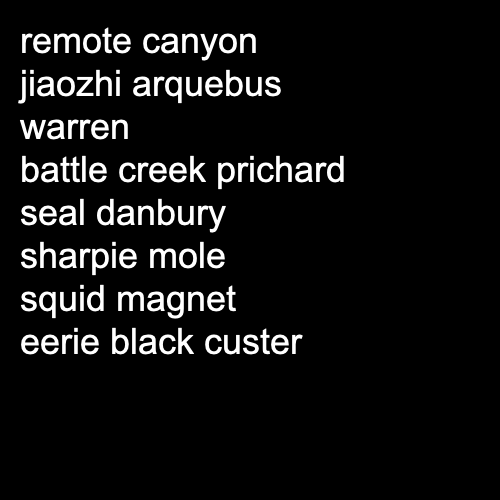 remote canyon
jiaozhi arquebus
warren
battle creek prichard
seal danbury
sharpie mole
squid magnet
eerie black custer